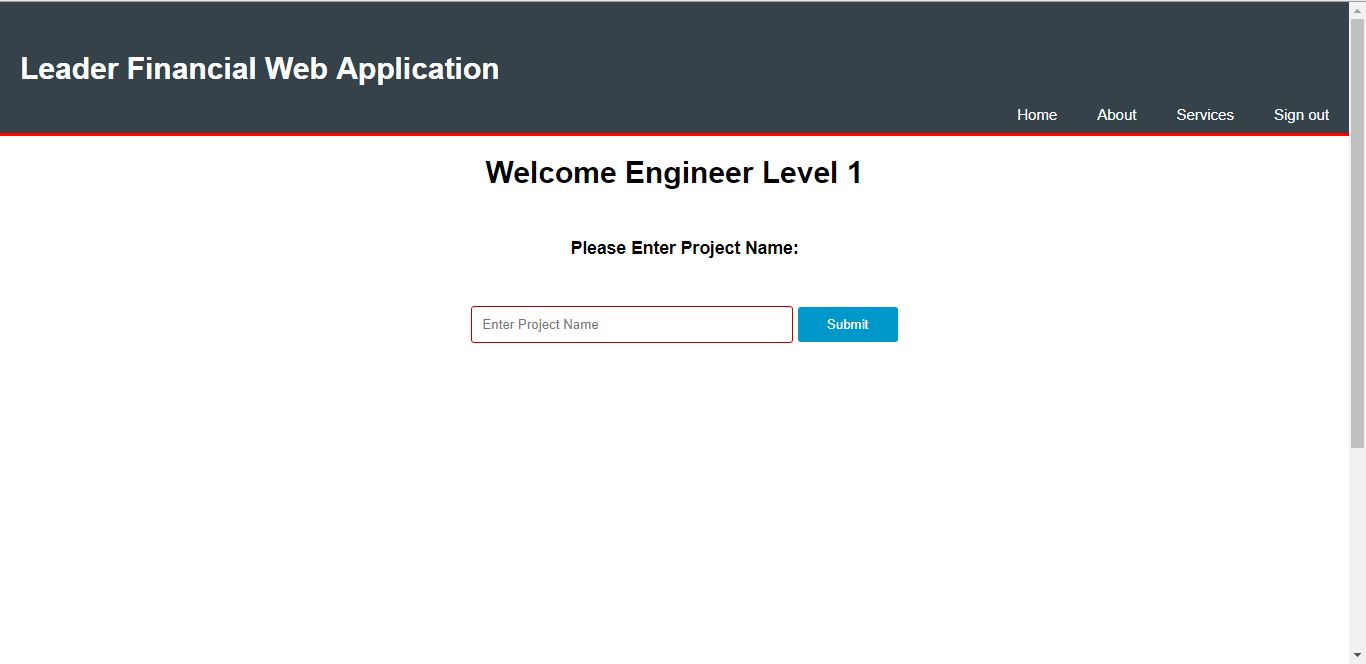 Leader Financial Web Application
Home About Services Sign out
Welcome Engineer Level 1
Please Enter Project Name:
Enter Project Name Submit